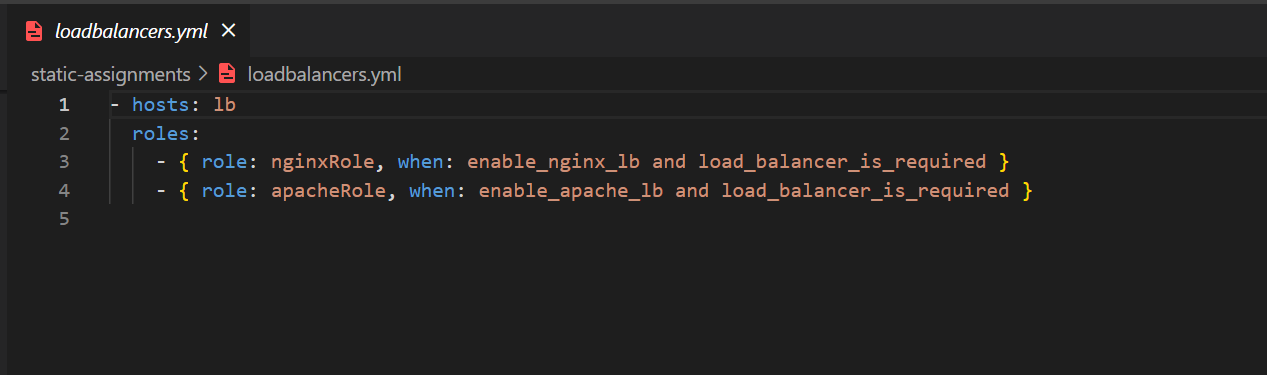 loadbalancers.yml ×
static-assignments > loadbalancers.yml
1 - hosts: lb
2 roles:
3 - { role: nginxRole, when: enable_nginx_lb and load_balancer_is_required }
4 - { role: apacheRole, when: enable_apache_lb and load_balancer_is_required }
5